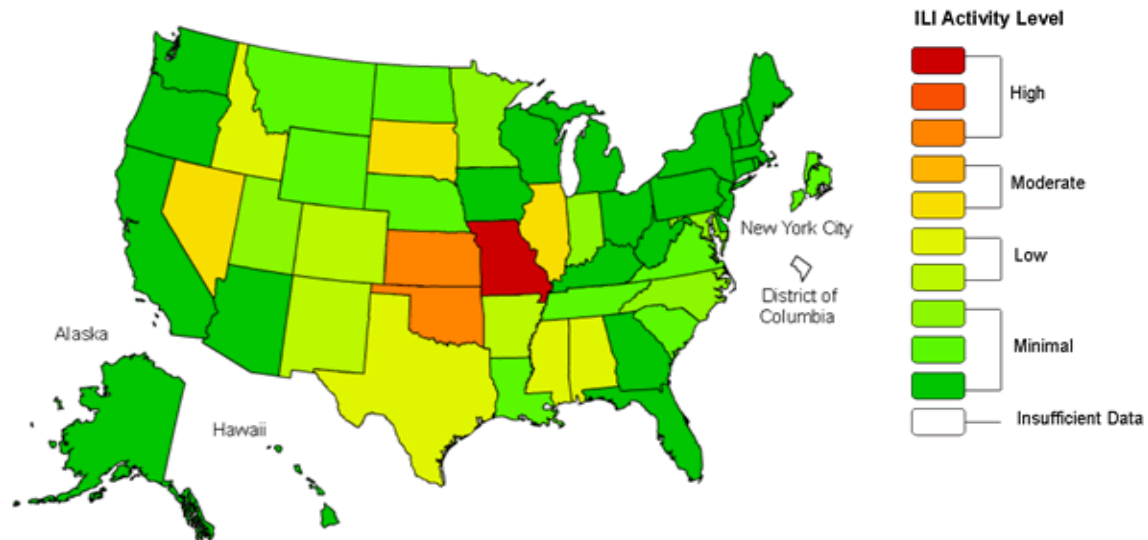 ILI Activity Level
High
Moderate
Low
Minimal
Insufficient Data
New York City
District of
Columbia
Alaska
Hawaii